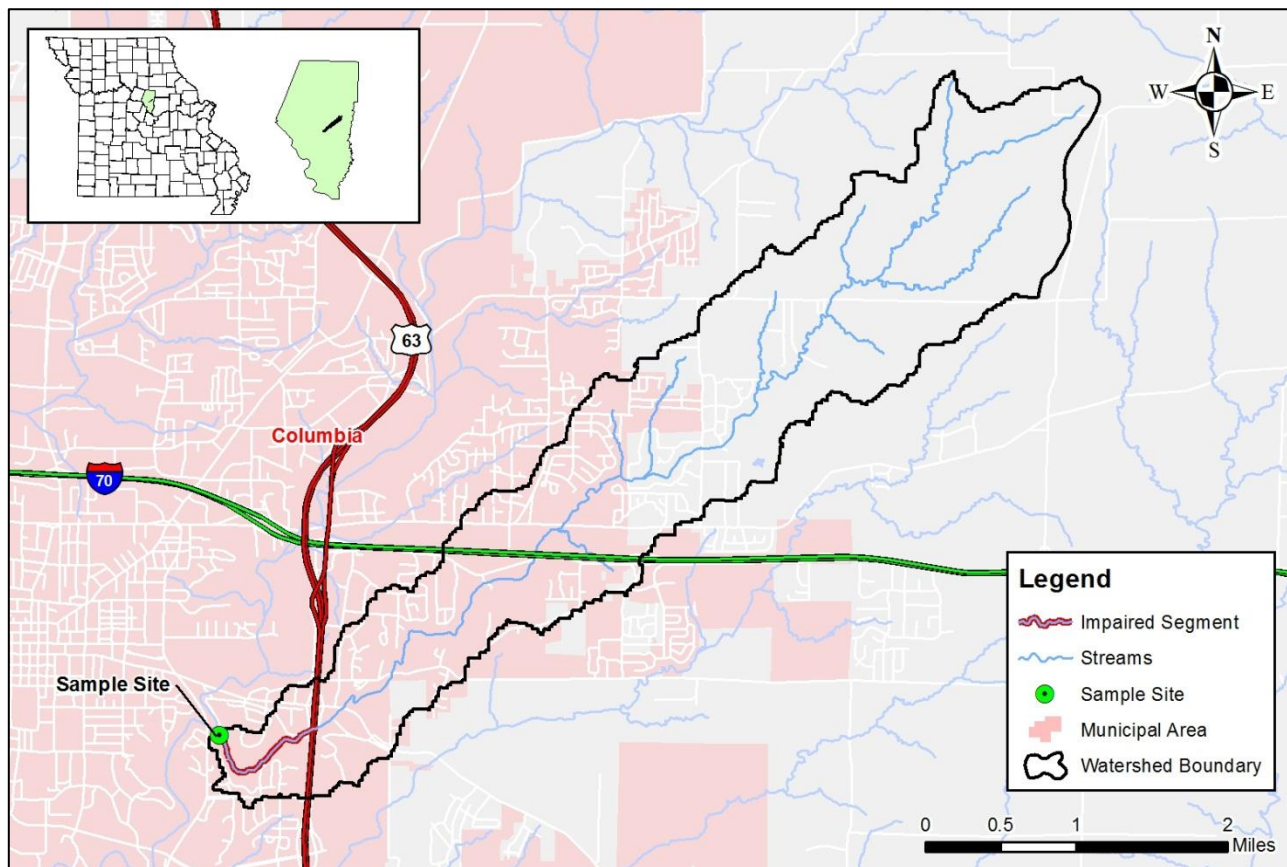 N
W E
S
63
Columbia
70
Sample Site
Legend
Impaired Segment
Streams
Sample Site
Municipal Area
Watershed Boundary
0 0.5 1 2
Miles